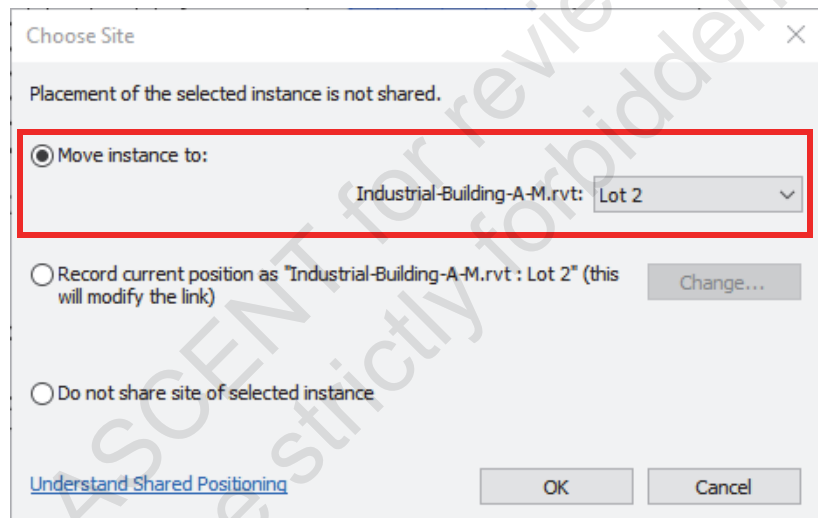 Choose Site
Placement of the selected instance is not shared.
Move instance to:
Industrial-Building-A-M.rvt: Lot 2
Record current position as "Industrial-Building-A-M.rvt : Lot 2" (this
will modify the link)
Change...
Do not share site of selected instance
Understand Shared Positioning
OK
Cancel
ASCENT for review
strictly forbidden